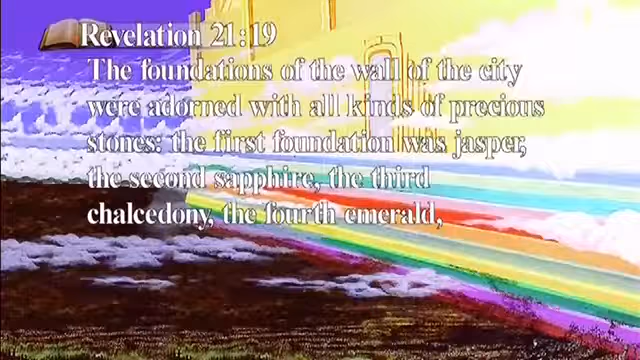 Revelation 21:19
The foundations of the wall of the city
were adorned with all kinds of precious
stones: the first foundation was jasper,
the second sapphire, the third
chalcedony, the fourth emerald,